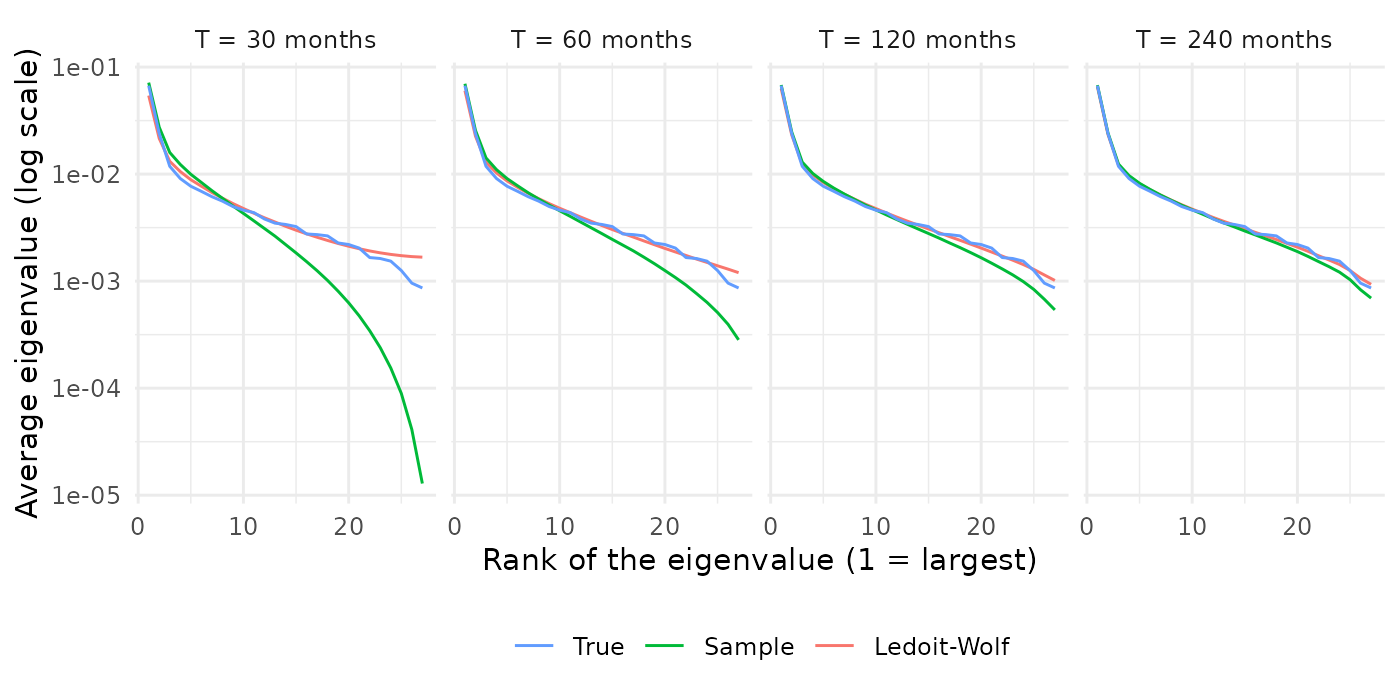 T = 30 months T = 60 months T = 120 months T = 240 months
Average eigenvalue (log scale)
1e-01
1e-02
1e-03
1e-04
1e-05
0 10 20 0 10 20 0 10 20 0 10 20
Rank of the eigenvalue (1 = largest)
True Sample Ledoit-Wolf